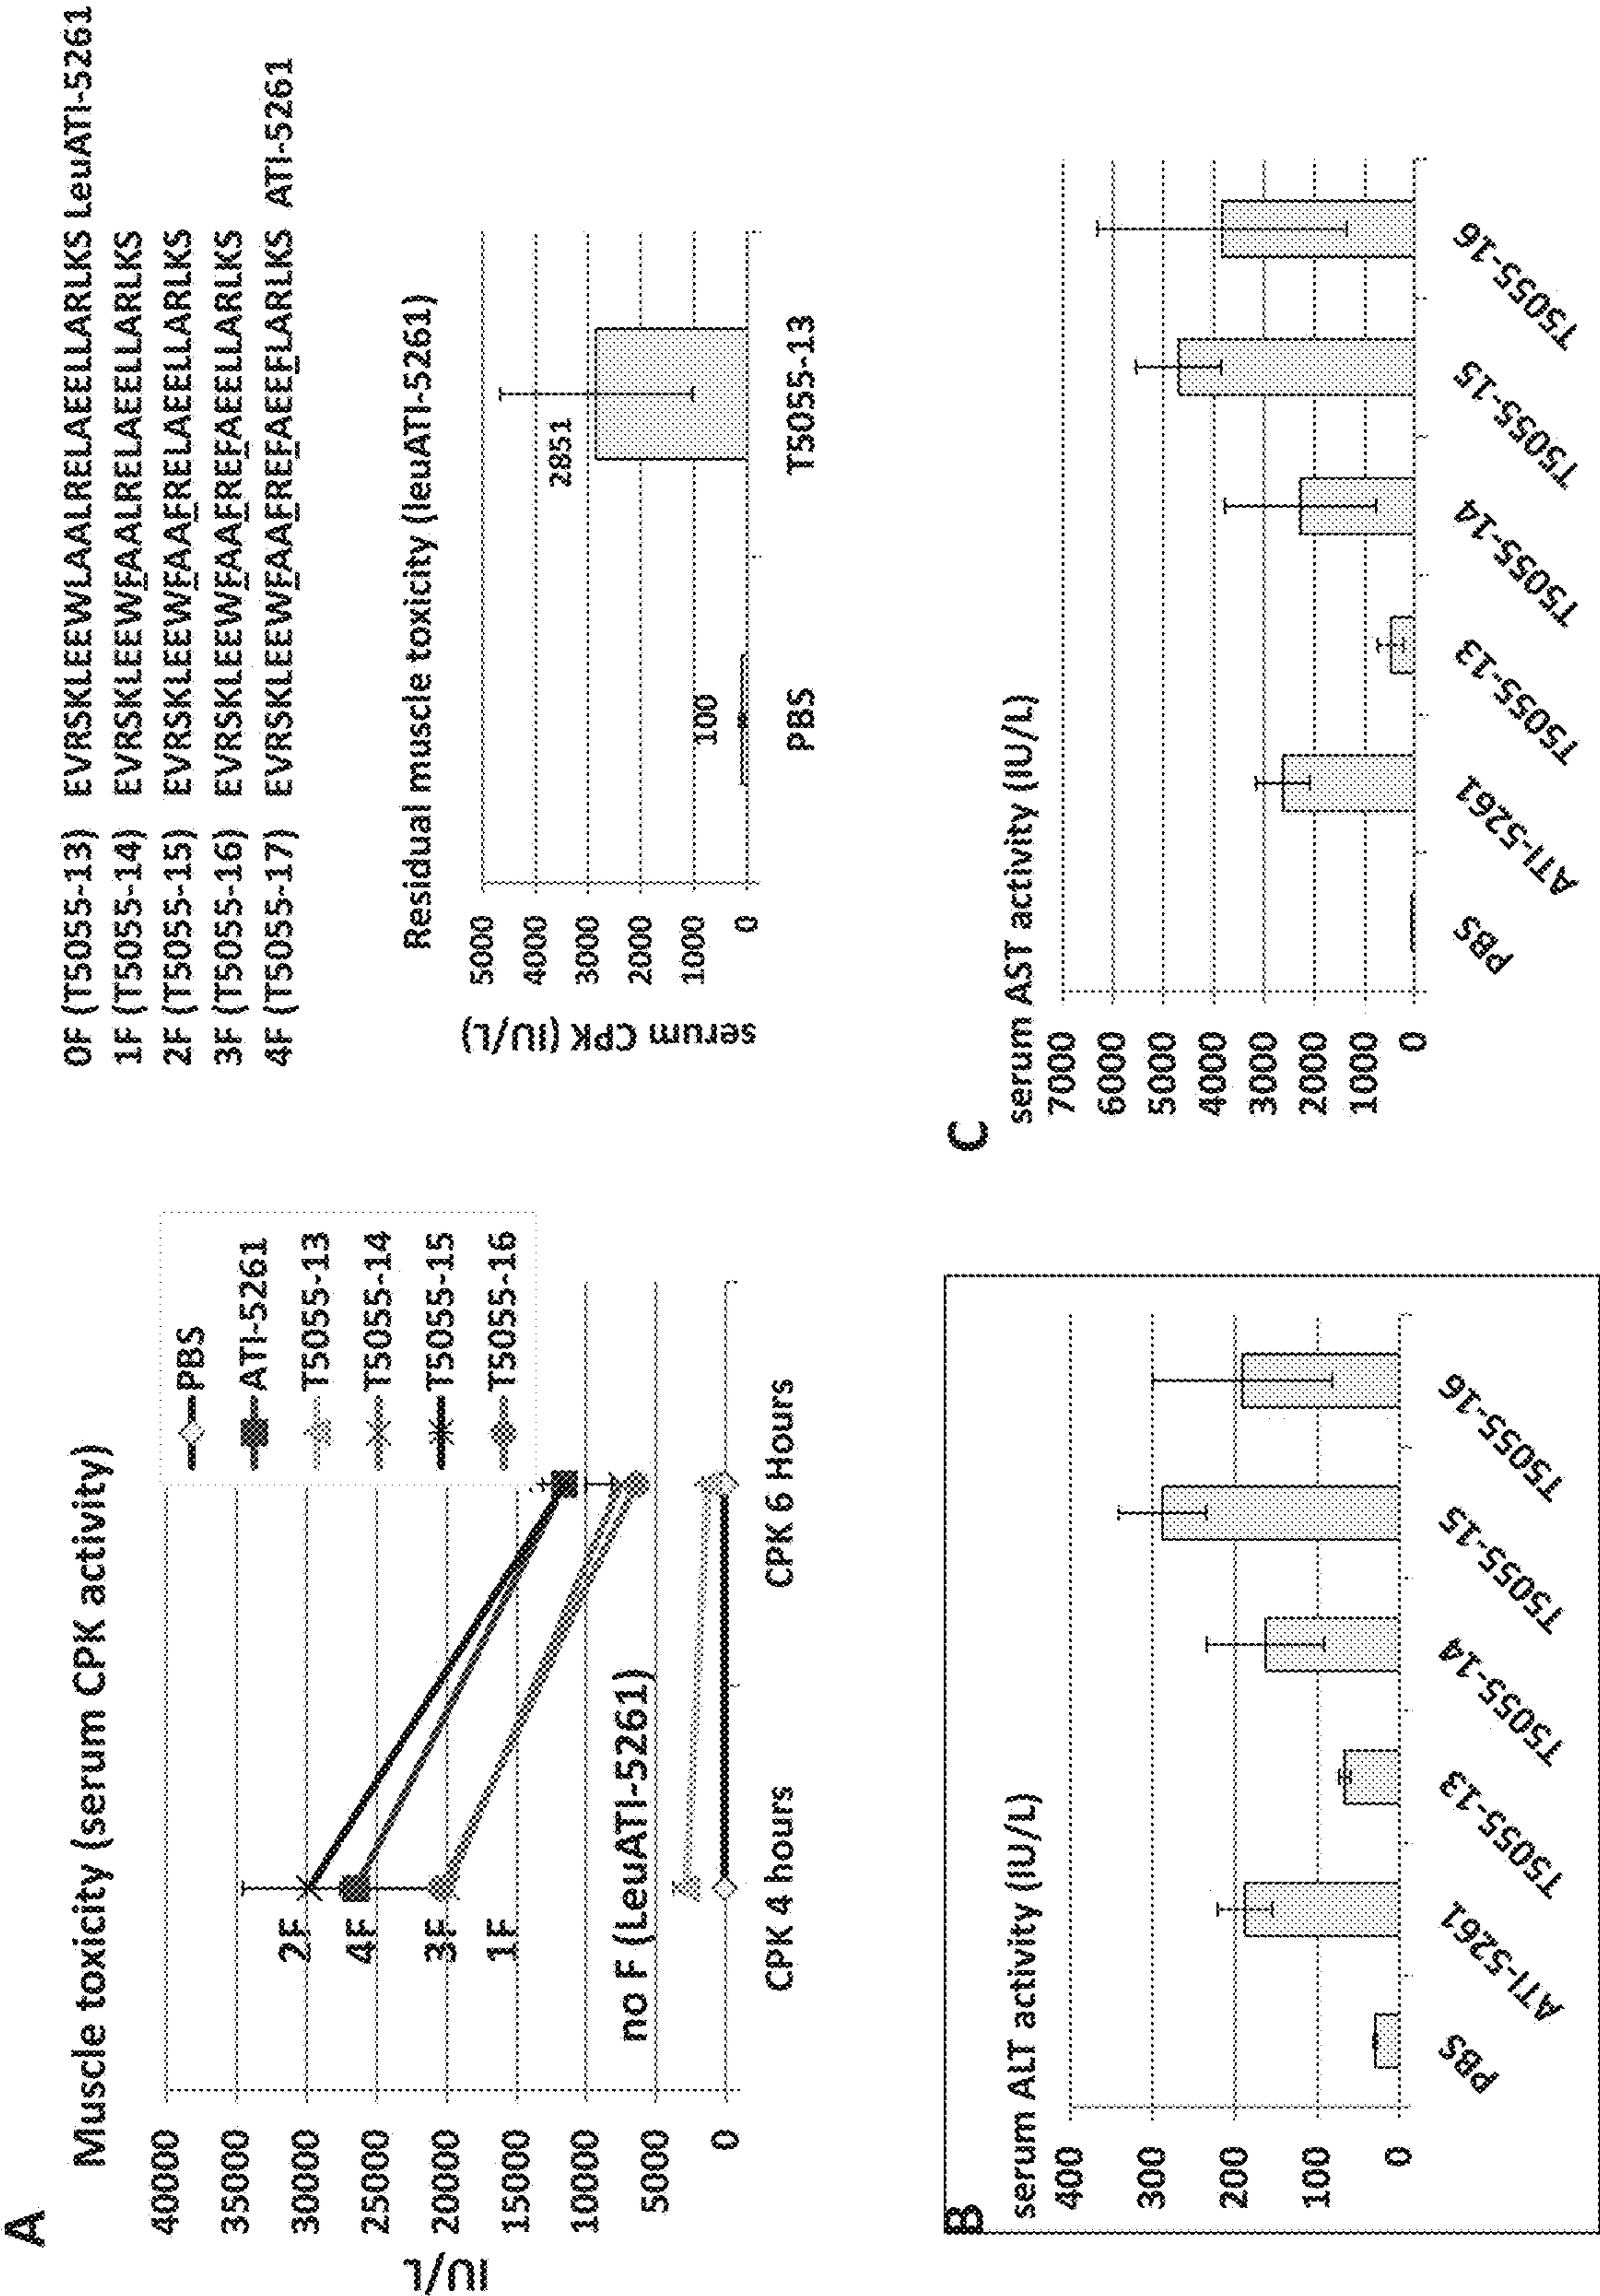 A
Muscle toxicity (serum CPK activity)
IU/L
40000
35000
30000
25000
20000
15000
10000
5000
0
2F
4F
3F
1F
no F (LeuATI-5261)
CPK 4 hours
CPK 6 Hours
PBS
ATI-5261
T5055-13
T5055-14
T5055-15
T5055-16
0F (T5055-13) EVRSKLEEWLAALRELAEELLARLKS LeuATI-5261
1F (T5055-14) EVRSKLEEWFAALRELAEELLARLKS
2F (T5055-15) EVRSKLEEWFAAFRELAEELLARLKS
3F (T5055-16) EVRSKLEEWFAAFREFAEELLARLKS
4F (T5055-17) EVRSKLEEWFAAFREFAEEFLARLKS ATI-5261
Residual muscle toxicity (leuATI-5261)
serum CPK (IU/L)
5000
4000
3000
2000
1000
0
100
2851
PBS
T5055-13
B
serum ALT activity (IU/L)
400
300
200
100
0
PBS
ATI-5261
T5055-13
T5055-14
T5055-15
T5055-16
C
serum AST activity (IU/L)
7000
6000
5000
4000
3000
2000
1000
0
PBS
ATI-5261
T5055-13
T5055-14
T5055-15
T5055-16